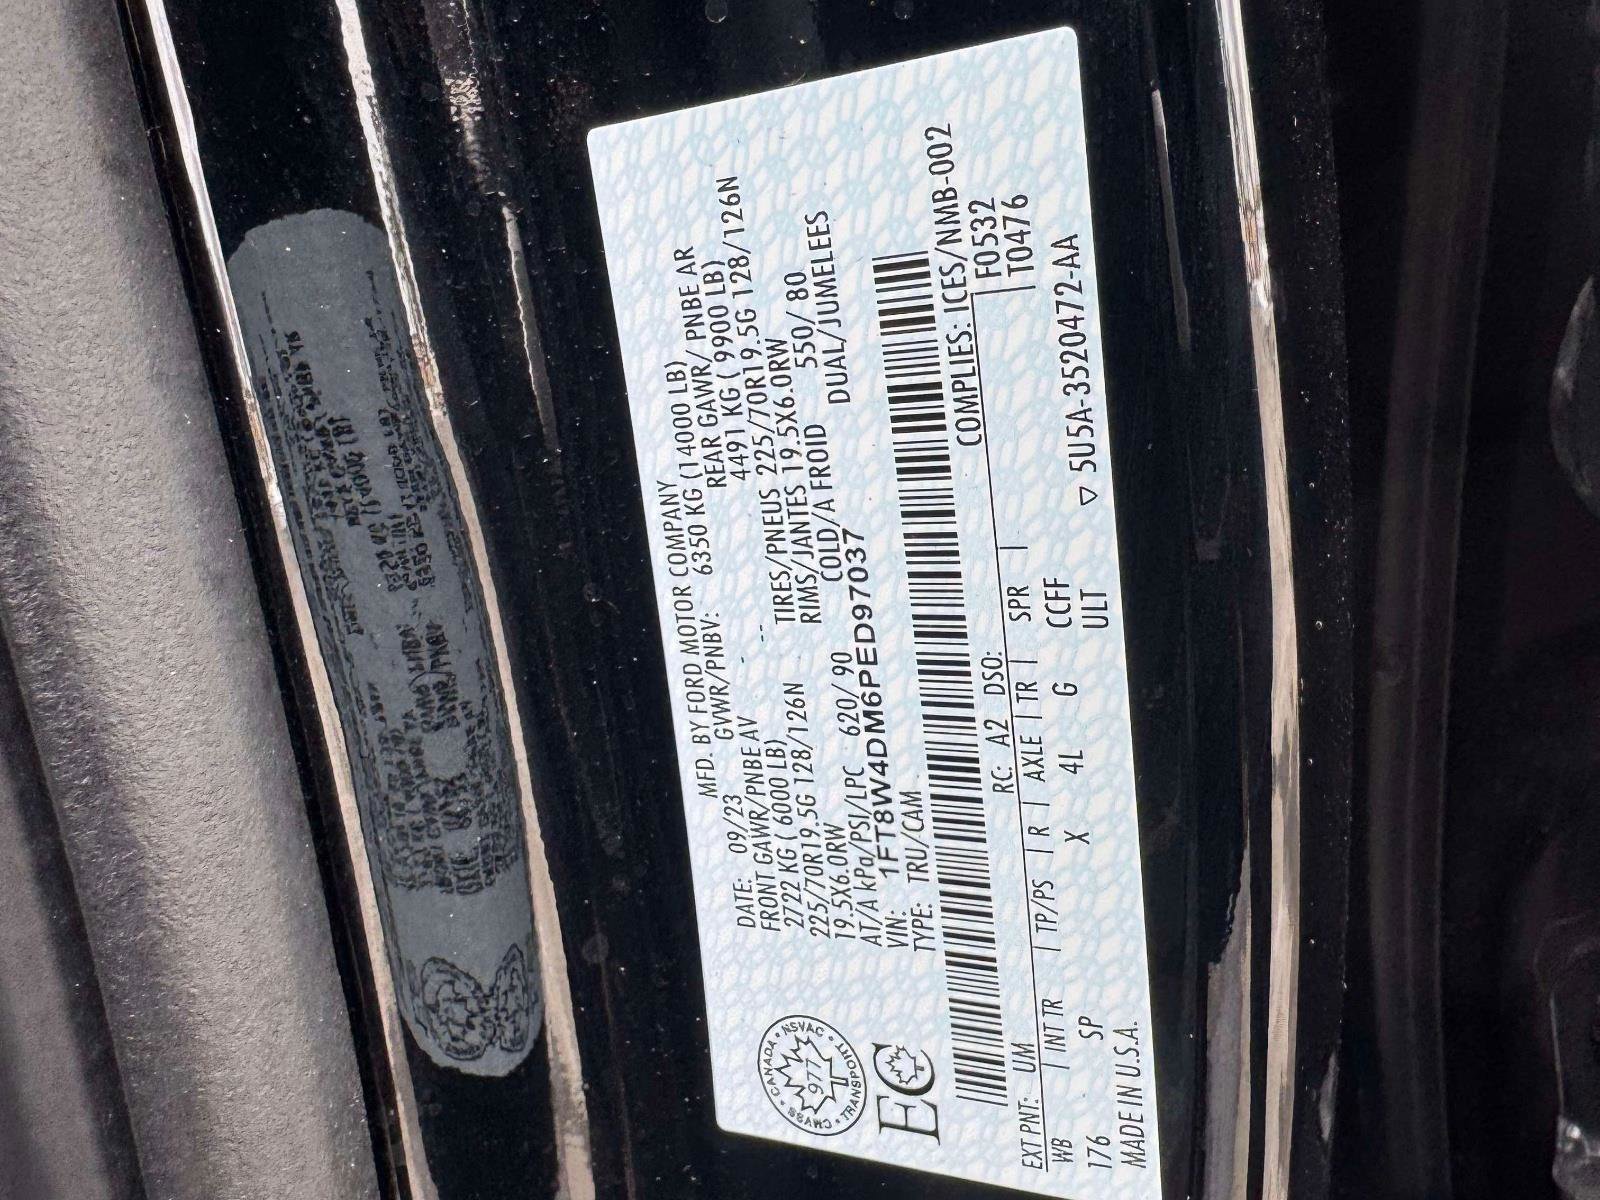 MFD. BY FORD MOTOR COMPANY
DATE: 09/23 GVWR/PNBV: 6350 KG (14000 LB)
FRONT GAWR/PNBE AV - -- REAR GAWR/ PNBE AR
2722 KG ( 6000 LB) 4491 KG ( 9900 LB)
225/70R19.5G 128/126N TIRES/PNEUS 225/70R19.5G 128/126N
19.5X6.0RW RIMS/JANTES 19.5X6.0RW
AT/A kPa/PSI/LPC 620/ 90 COLD/A FROID 550/ 80
VIN: 1FT8W4DM6PED97037 DUAL/JUMELEES
TYPE: TRU/CAM
COMPLIES: ICES/NMB-002
CANADA • NSVAC • TRANSPORT • CMVSS •
977
EC
EXT PNT: UM RC: A2 DSO: F0532
WB | INT TR | TP/PS | R | AXLE | TR | SPR | T0476
176 SP X 4L G CCFF
ULT
MADE IN U.S.A. ▽ 5U5A-3520472-AA